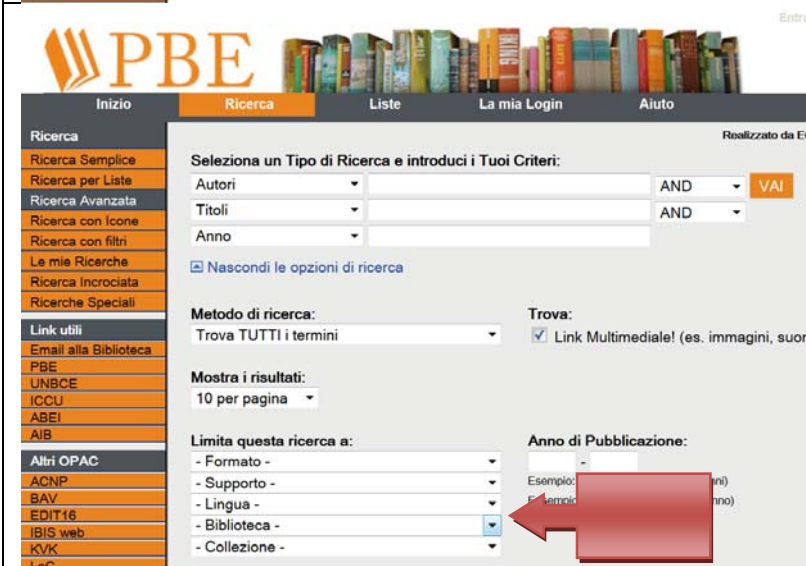 Entra
PBE
Inizio Ricerca Liste La mia Login Aiuto
Realizzato da E
Ricerca
Ricerca Semplice
Ricerca per Liste
Ricerca Avanzata
Ricerca con Icone
Ricerca con filtri
Le mie Ricerche
Ricerca Incrociata
Ricerche Speciali
Link utili
Email alla Biblioteca
PBE
UNBCE
ICCU
ABEI
AIB
Altri OPAC
ACNP
BAV
EDIT16
IBIS web
KVK
LoC
Seleziona un Tipo di Ricerca e introduci i Tuoi Criteri:
Autori AND VAI
Titoli AND
Anno
Nascondi le opzioni di ricerca
Metodo di ricerca:
Trova TUTTI i termini
Trova:
Link Multimediale! (es. immagini, suor
Mostra i risultati:
10 per pagina
Limita questa ricerca a:
- Formato -
- Supporto -
- Lingua -
- Biblioteca -
- Collezione -
Anno di Pubblicazione:
-
Esempio: nni)
Esempio nno)